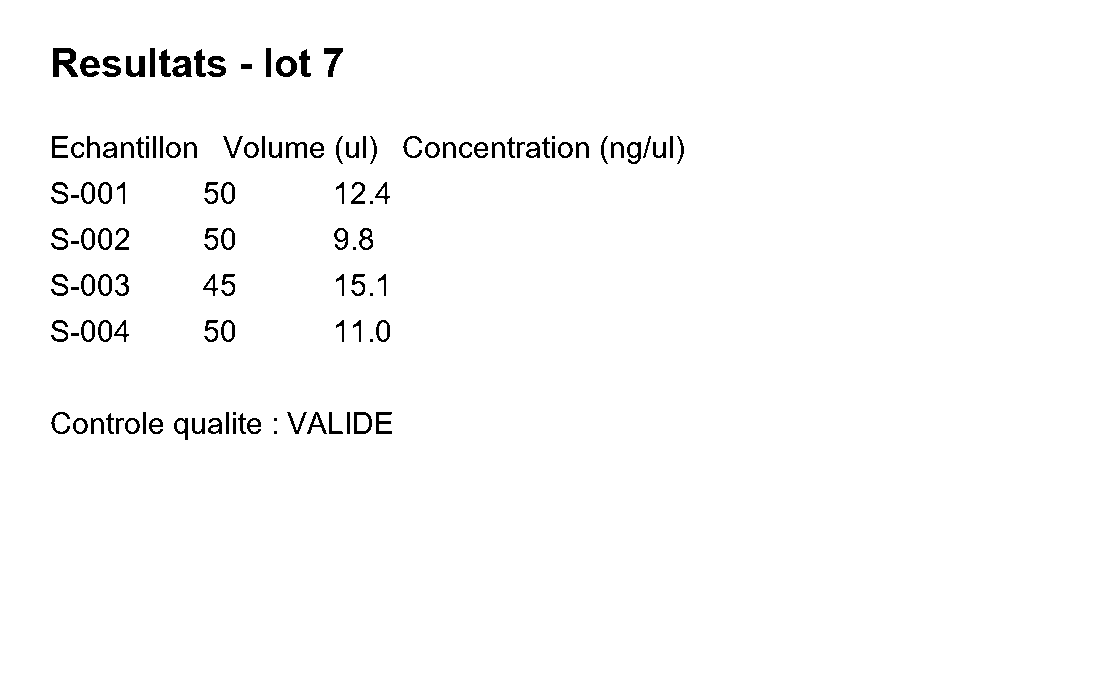 Resultats - lot 7
Echantillon Volume (ul) Concentration (ng/ul)
S-001 50 12.4
S-002 50 9.8
S-003 45 15.1
S-004 50 11.0
Controle qualite : VALIDE